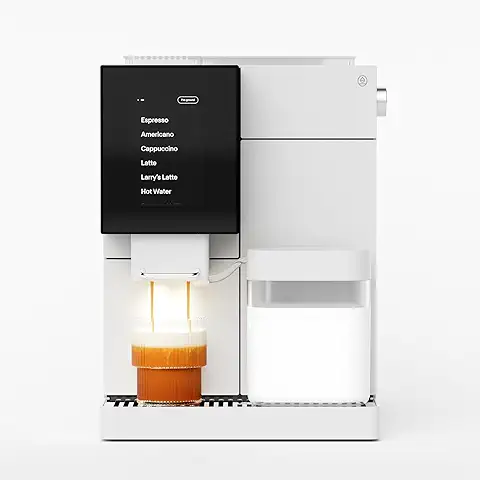 Pre-ground
Espresso
Americano
Cappuccino
Latte
Larry's Latte
Hot Water